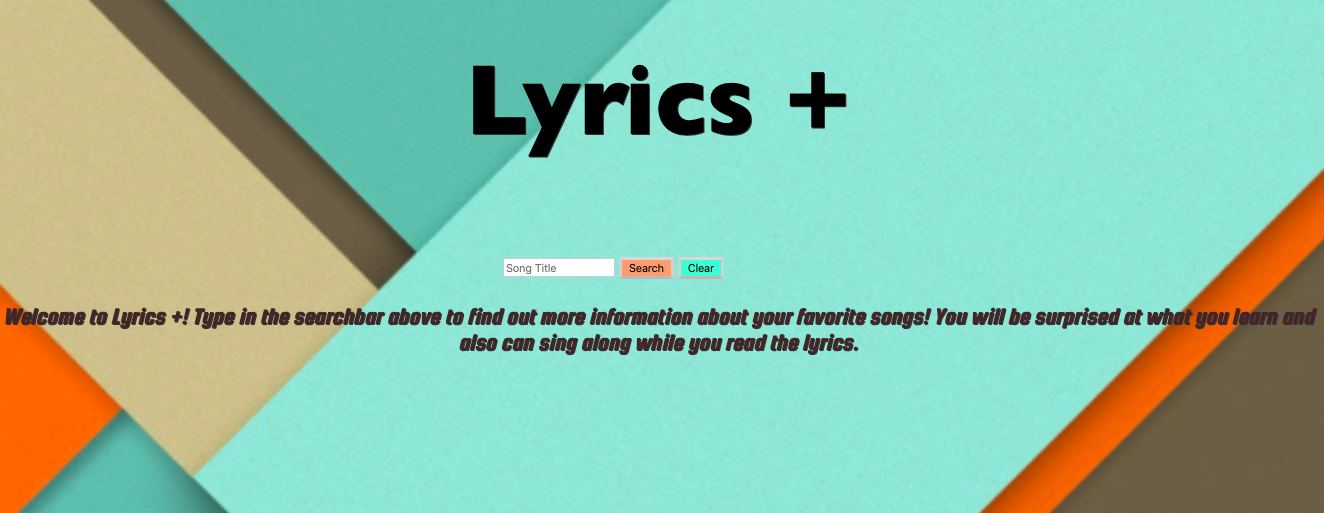 Lyrics +
Song Title Search Clear
Welcome to Lyrics +! Type in the searchbar above to find out more information about your favorite songs! You will be surprised at what you learn and
also can sing along while you read the lyrics.